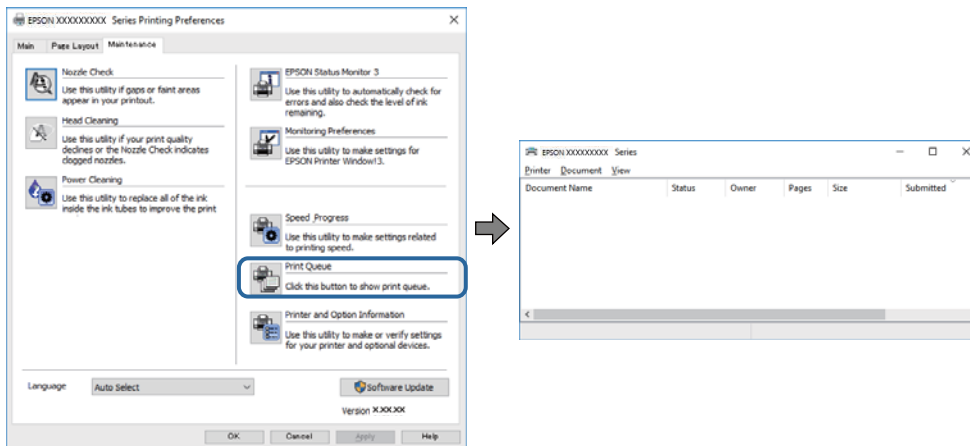 EPSON XXXXXXXXX Series Printing Preferences
Main Page Layout Maintenance
Nozzle Check
Use this utility if gaps or faint areas
appear in your printout.
Head Cleaning
Use this utility if your print quality
declines or the Nozzle Check indicates
clogged nozzles.
Power Cleaning
Use this utility to replace all of the ink
inside the ink tubes to improve the print
EPSON Status Monitor 3
Use this utility to automatically check for
errors and also check the level of ink
remaining.
Monitoring Preferences
Use this utility to make settings for
EPSON Printer Window!3.
Speed Progress
Use this utility to make settings related
to printing speed.
Print Queue
Click this button to show print queue.
Printer and Option Information
Use this utility to make or verify settings
for your printer and optional devices.
Language Auto Select
Software Update
Version X.XX.XX
OK Cancel Apply Help
EPSON XXXXXXXXX Series
Printer Document View
Document Name Status Owner Pages Size Submitted